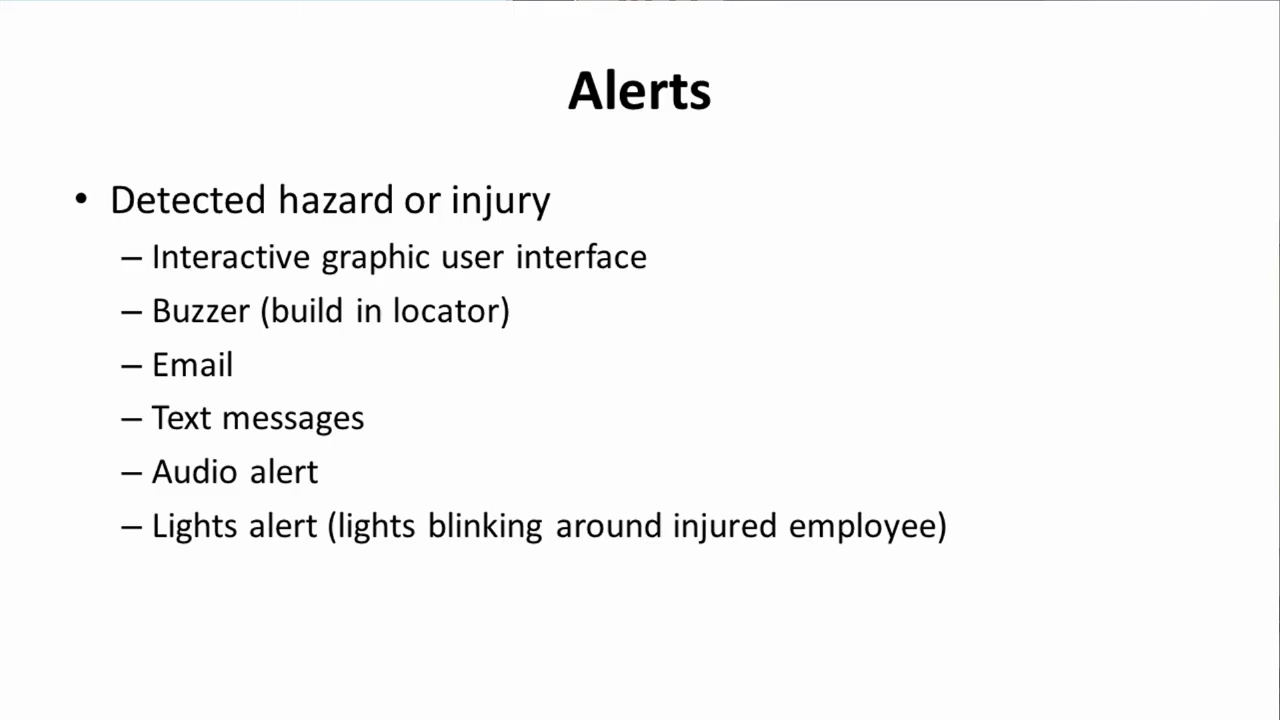 Alerts
• Detected hazard or injury
– Interactive graphic user interface
– Buzzer (build in locator)
– Email
– Text messages
– Audio alert
– Lights alert (lights blinking around injured employee)